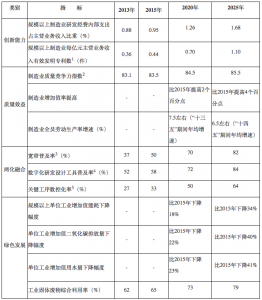 类别 指 标 2013年 2015年 2020年 2025年
创新能力
规模以上制造业研发经费内部支出占主营业务收入比重(%) 0.88 0.95 1.26 1.68
规模以上制造业每亿元主营业务收入有效发明专利数¹(件) 0.36 0.44 0.70 1.10
质量效益
制造业质量竞争力指数² 83.1 83.5 84.5 85.5
制造业增加值率提高 - - 比2015年提高2个百分点 比2015年提高4个百分点
制造业全员劳动生产率增速(%) - - 7.5左右(“十三五”期间年均增速) 6.5左右(“十四五”期间年均增速)
两化融合
宽带普及率³(%) 37 50 70 82
数字化研发设计工具普及率⁴(%) 52 58 72 84
关键工序数控化率⁵(%) 27 33 50 64
绿色发展
规模以上单位工业增加值能耗下降幅度 - - 比2015年下降18% 比2015年下降34%
单位工业增加值二氧化碳排放量下降幅度 - - 比2015年下降22% 比2015年下降40%
单位工业增加值用水量下降幅度 - - 比2015年下降23% 比2015年下降41%
工业固体废物综合利用率(%) 62 65 73 79